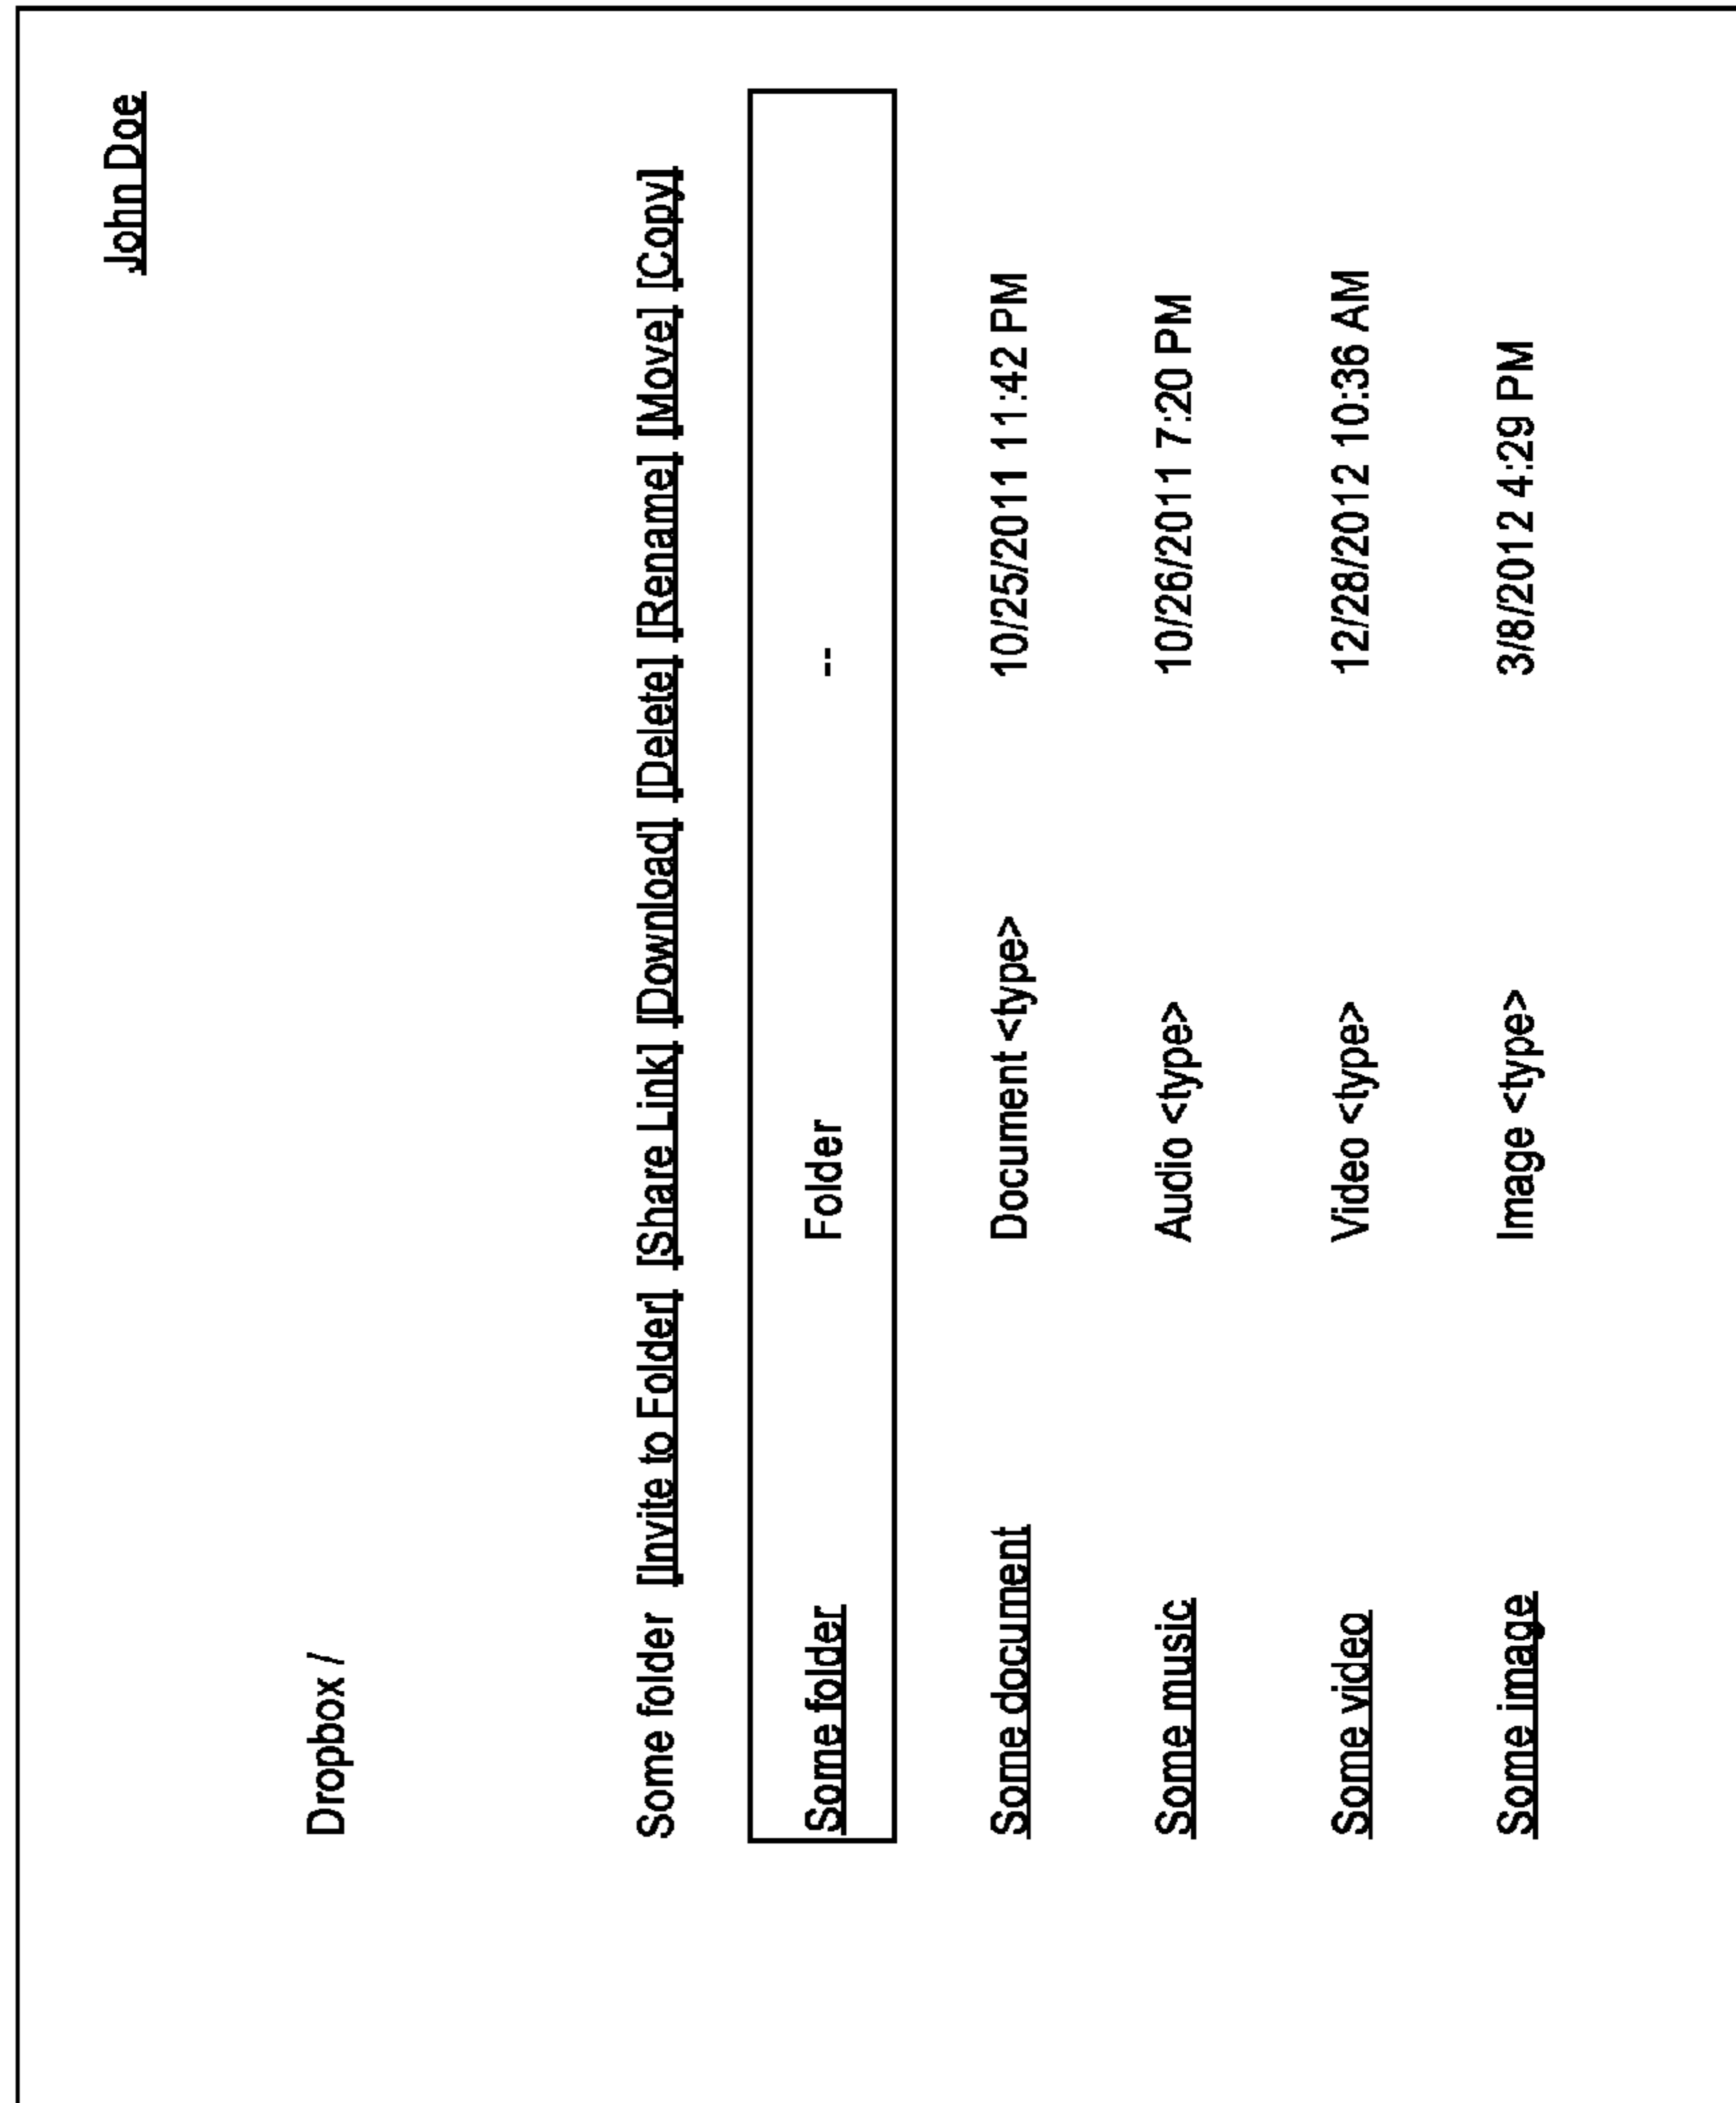 John Doe
Dropbox /
Some folder [Invite to Folder] [Share Link] [Download] [Delete] [Rename] [Move] [Copy]
Some folder Folder --
Some document Document <type> 10/25/2011 11:42 PM
Some music Audio <type> 10/26/2011 7:20 PM
Some video Video <type> 12/28/2012 10:36 AM
Some image Image <type> 3/8/2012 4:29 PM